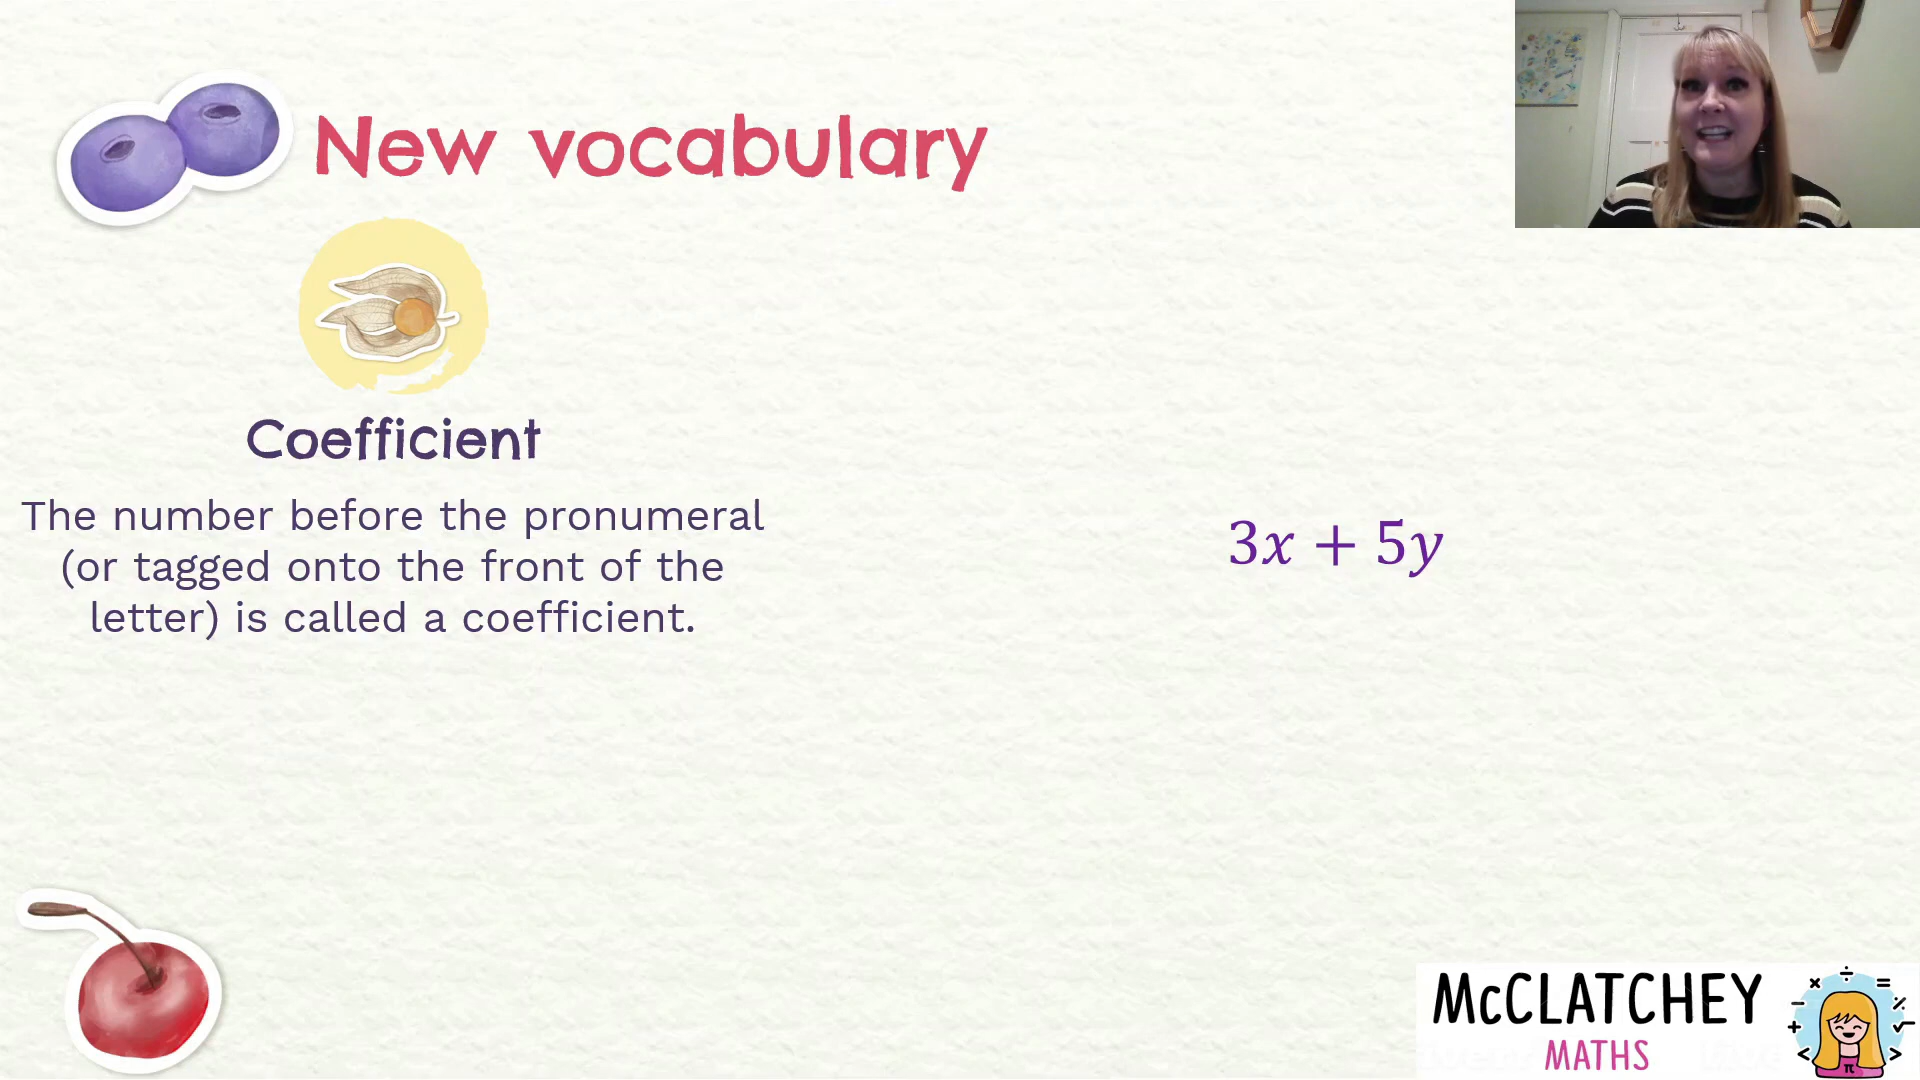 New vocabulary
Coefficient
The number before the pronumeral
(or tagged onto the front of the
letter) is called a coefficient.
3x + 5y
McCLATCHEY
MATHS